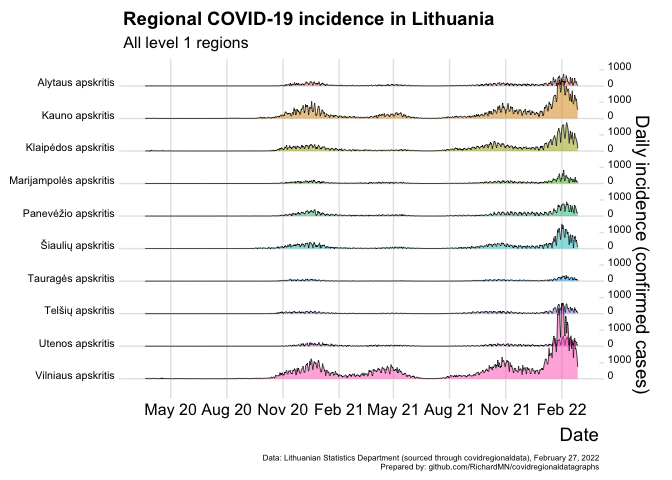 Regional COVID-19 incidence in Lithuania
All level 1 regions
Alytaus apskritis
Kauno apskritis
Klaipėdos apskritis
Marijampolės apskritis
Panevėžio apskritis
Šiaulių apskritis
Tauragės apskritis
Telšių apskritis
Utenos apskritis
Vilniaus apskritis
1000
0
1000
0
1000
0
1000
0
1000
0
1000
0
1000
0
1000
0
1000
0
1000
0
Daily incidence (confirmed cases)
May 20 Aug 20 Nov 20 Feb 21 May 21 Aug 21 Nov 21 Feb 22
Date
Data: Lithuanian Statistics Department (sourced through covidregionaldata), February 27, 2022
Prepared by: github.com/RichardMN/covidregionaldatagraphs